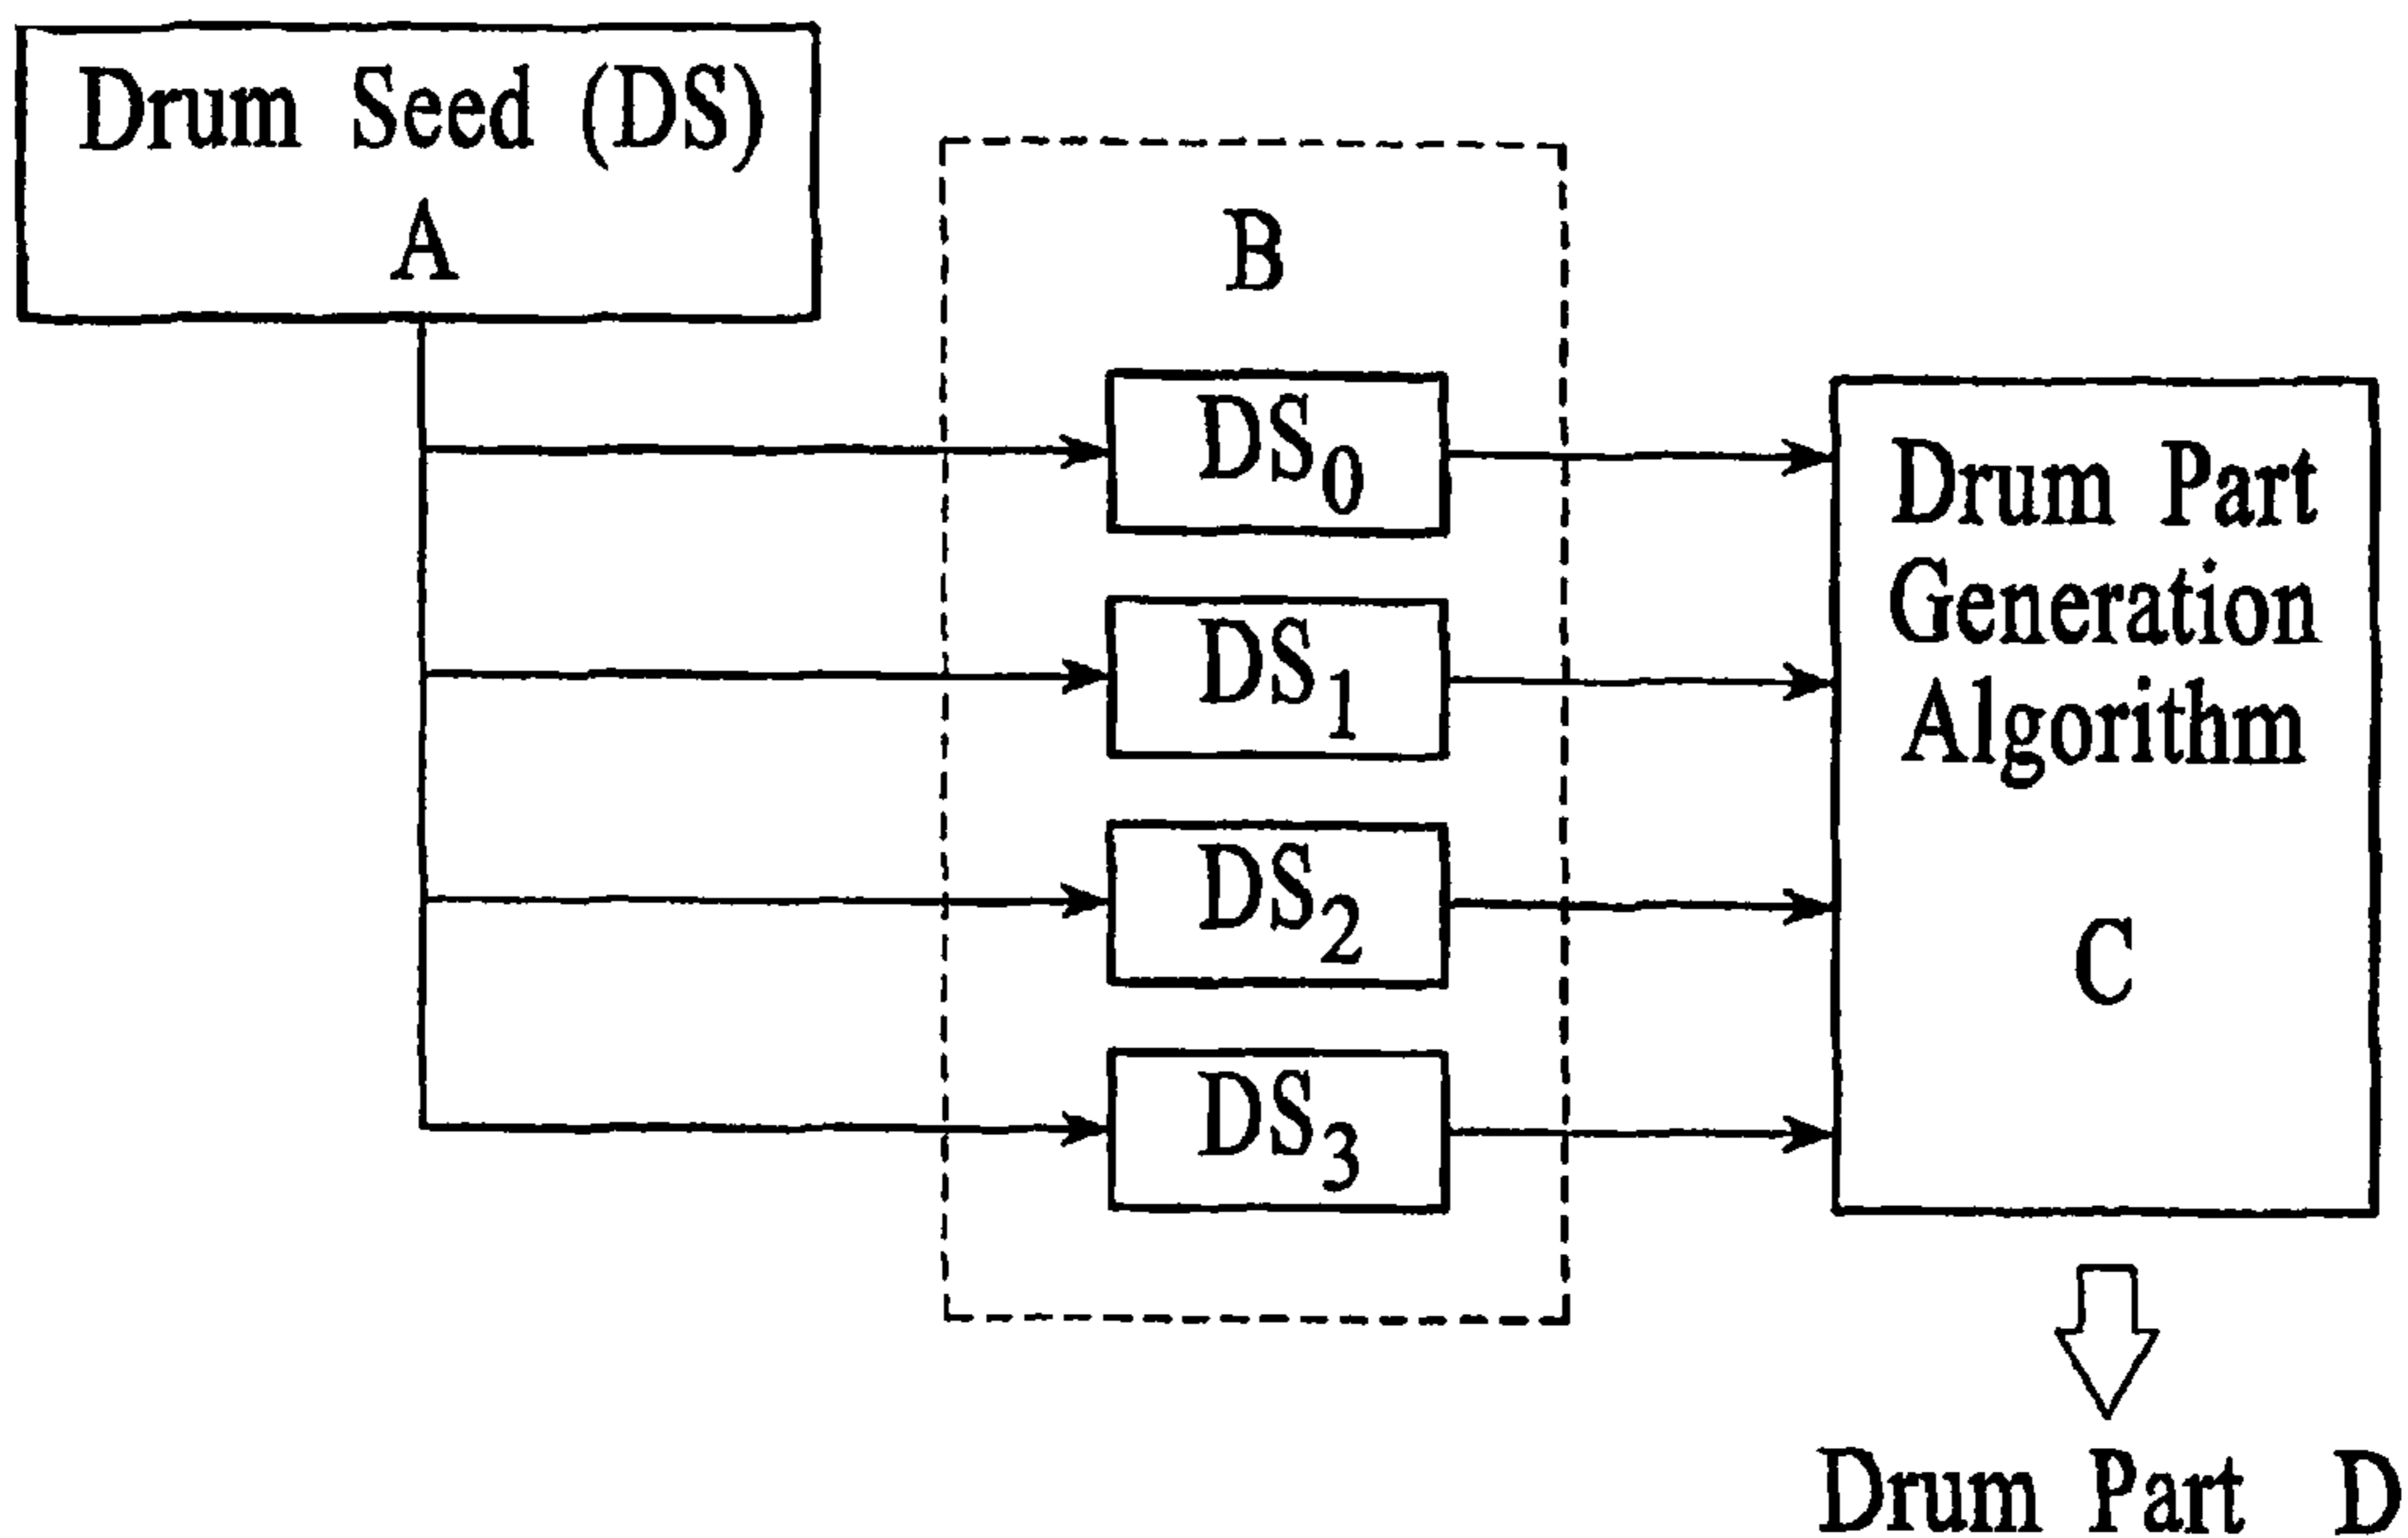 Drum Seed (DS)
A
B
DS0
DS1
DS2
DS3
Drum Part
Generation
Algorithm
C
Drum Part D